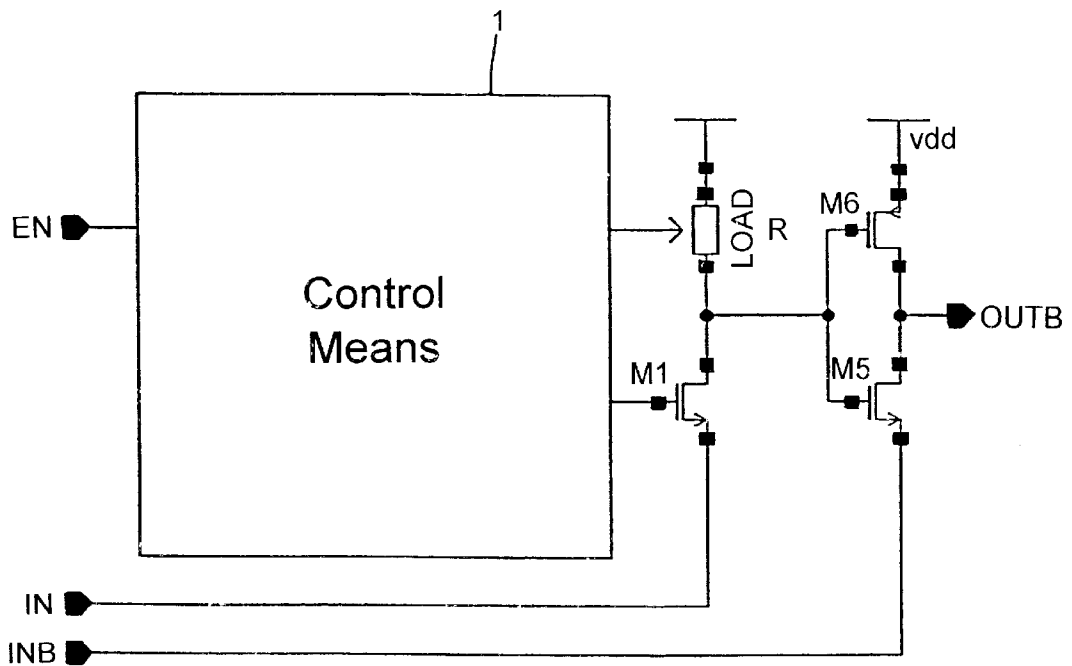 1
vdd
EN
LOAD
R
M6
Control
Means
OUTB
M1
M5
IN
INB